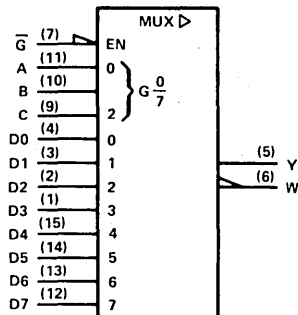 MUX ▷
G̅ (7) EN
A (11) 0
B (10) G 0/7
C (9) 2
D0 (4) 0
D1 (3) 1 (5) Y
D2 (2) 2 (6) W
D3 (1) 3
D4 (15) 4
D5 (14) 5
D6 (13) 6
D7 (12) 7